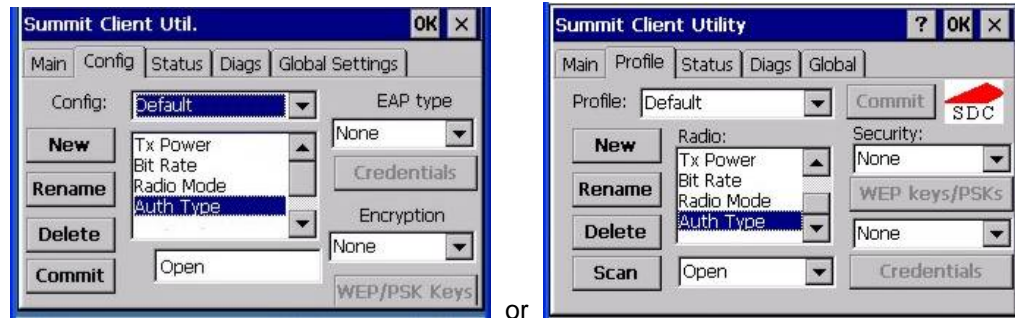 Summit Client Util. OK ×
Main Config Status Diags Global Settings
Config: Default EAP type
New Tx Power None
Bit Rate
Rename Radio Mode Credentials
Auth Type
Delete Encryption
None
Commit Open
WEP/PSK Keys
or
Summit Client Utility ? OK ×
Main Profile Status Diags Global
Profile: Default Commit SDC
New Radio: Security:
Tx Power None
Bit Rate
Rename Radio Mode WEP keys/PSKs
Auth Type
Delete None
Scan Open Credentials